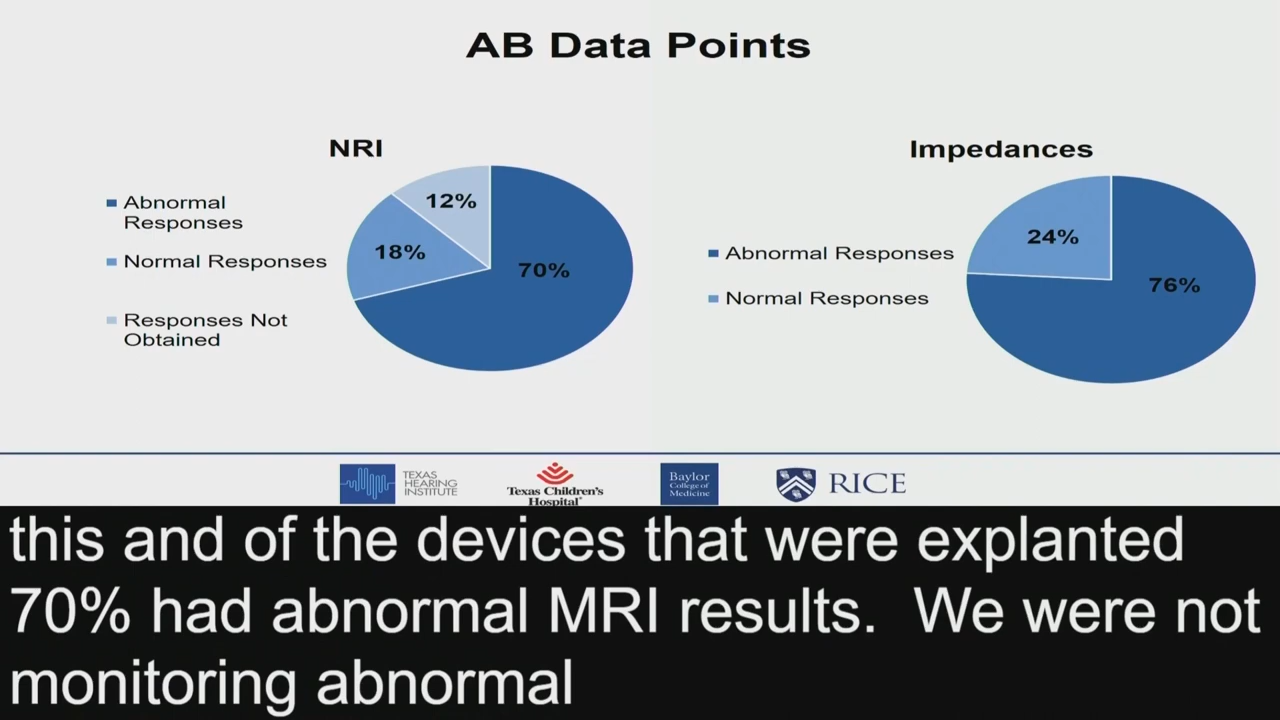 AB Data Points
NRI
Abnormal
Responses
Normal Responses
Responses Not
Obtained
12%
18%
70%
Impedances
Abnormal Responses
Normal Responses
24%
76%
TEXAS
HEARING
INSTITUTE
Texas Children's
Hospital
Baylor
College of
Medicine
RICE
this and of the devices that were explanted
70% had abnormal MRI results.  We were not
monitoring abnormal